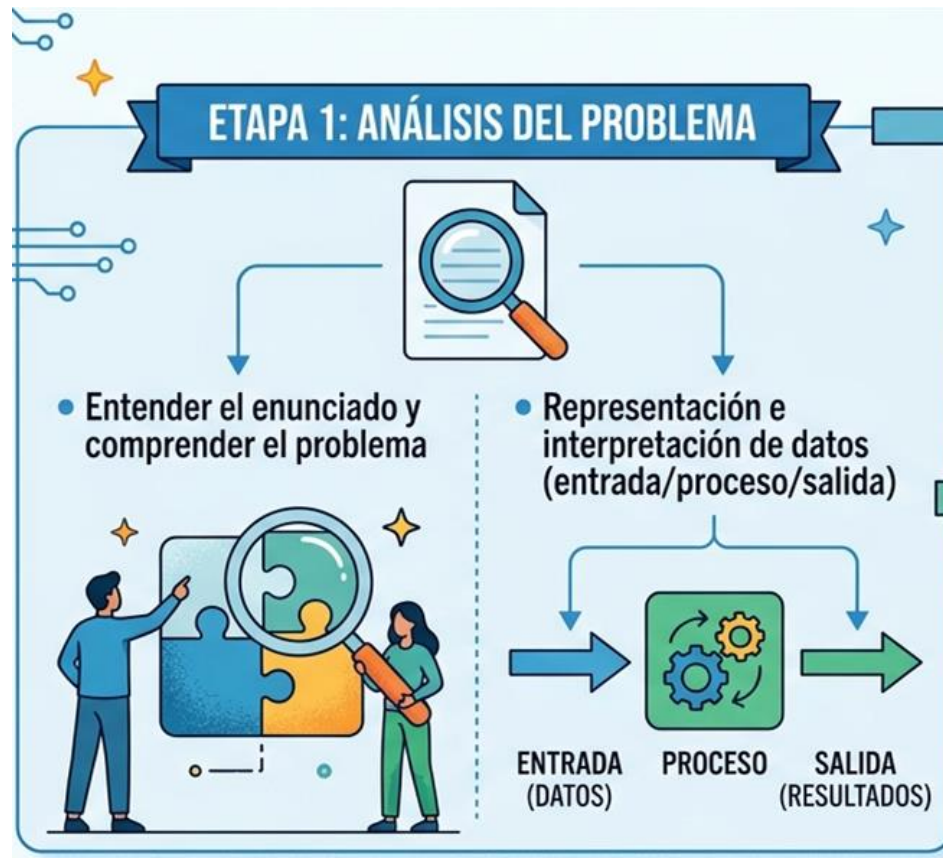 ETAPA 1: ANÁLISIS DEL PROBLEMA
• Entender el enunciado y
comprender el problema
• Representación e
interpretación de datos
(entrada/proceso/salida)
ENTRADA
(DATOS)
PROCESO
SALIDA
(RESULTADOS)